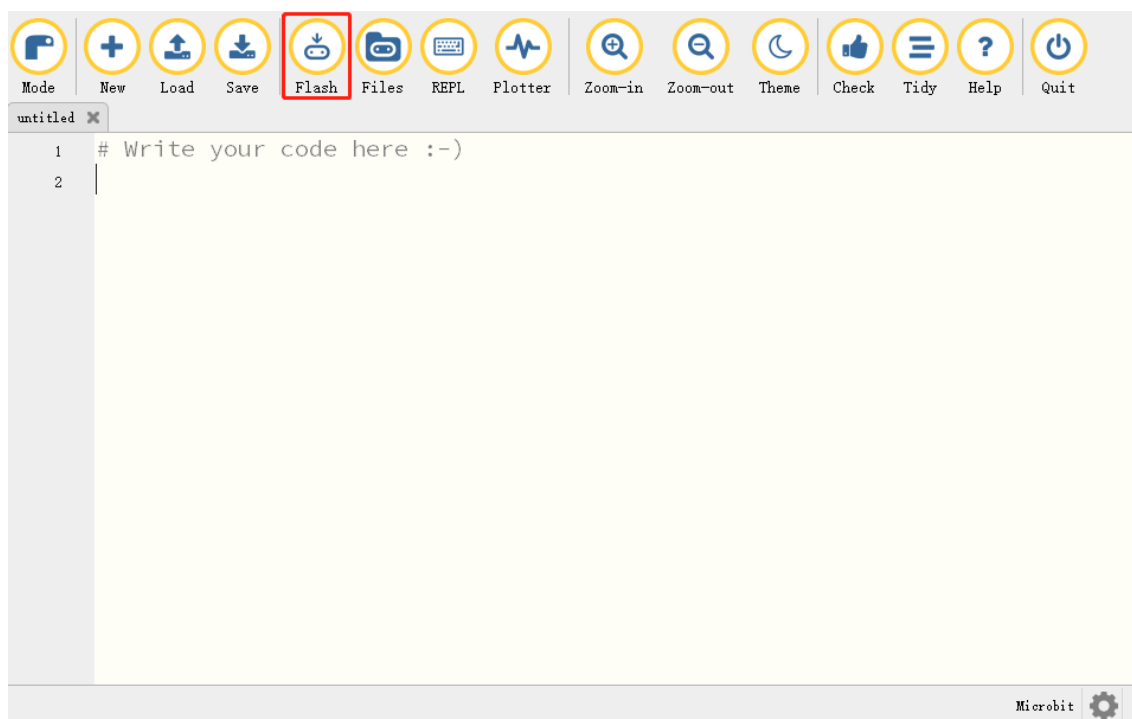 Mode New Load Save Flash Files REPL Plotter Zoom-in Zoom-out Theme Check Tidy Help Quit
untitled
1 # Write your code here :-)
2
Microbit